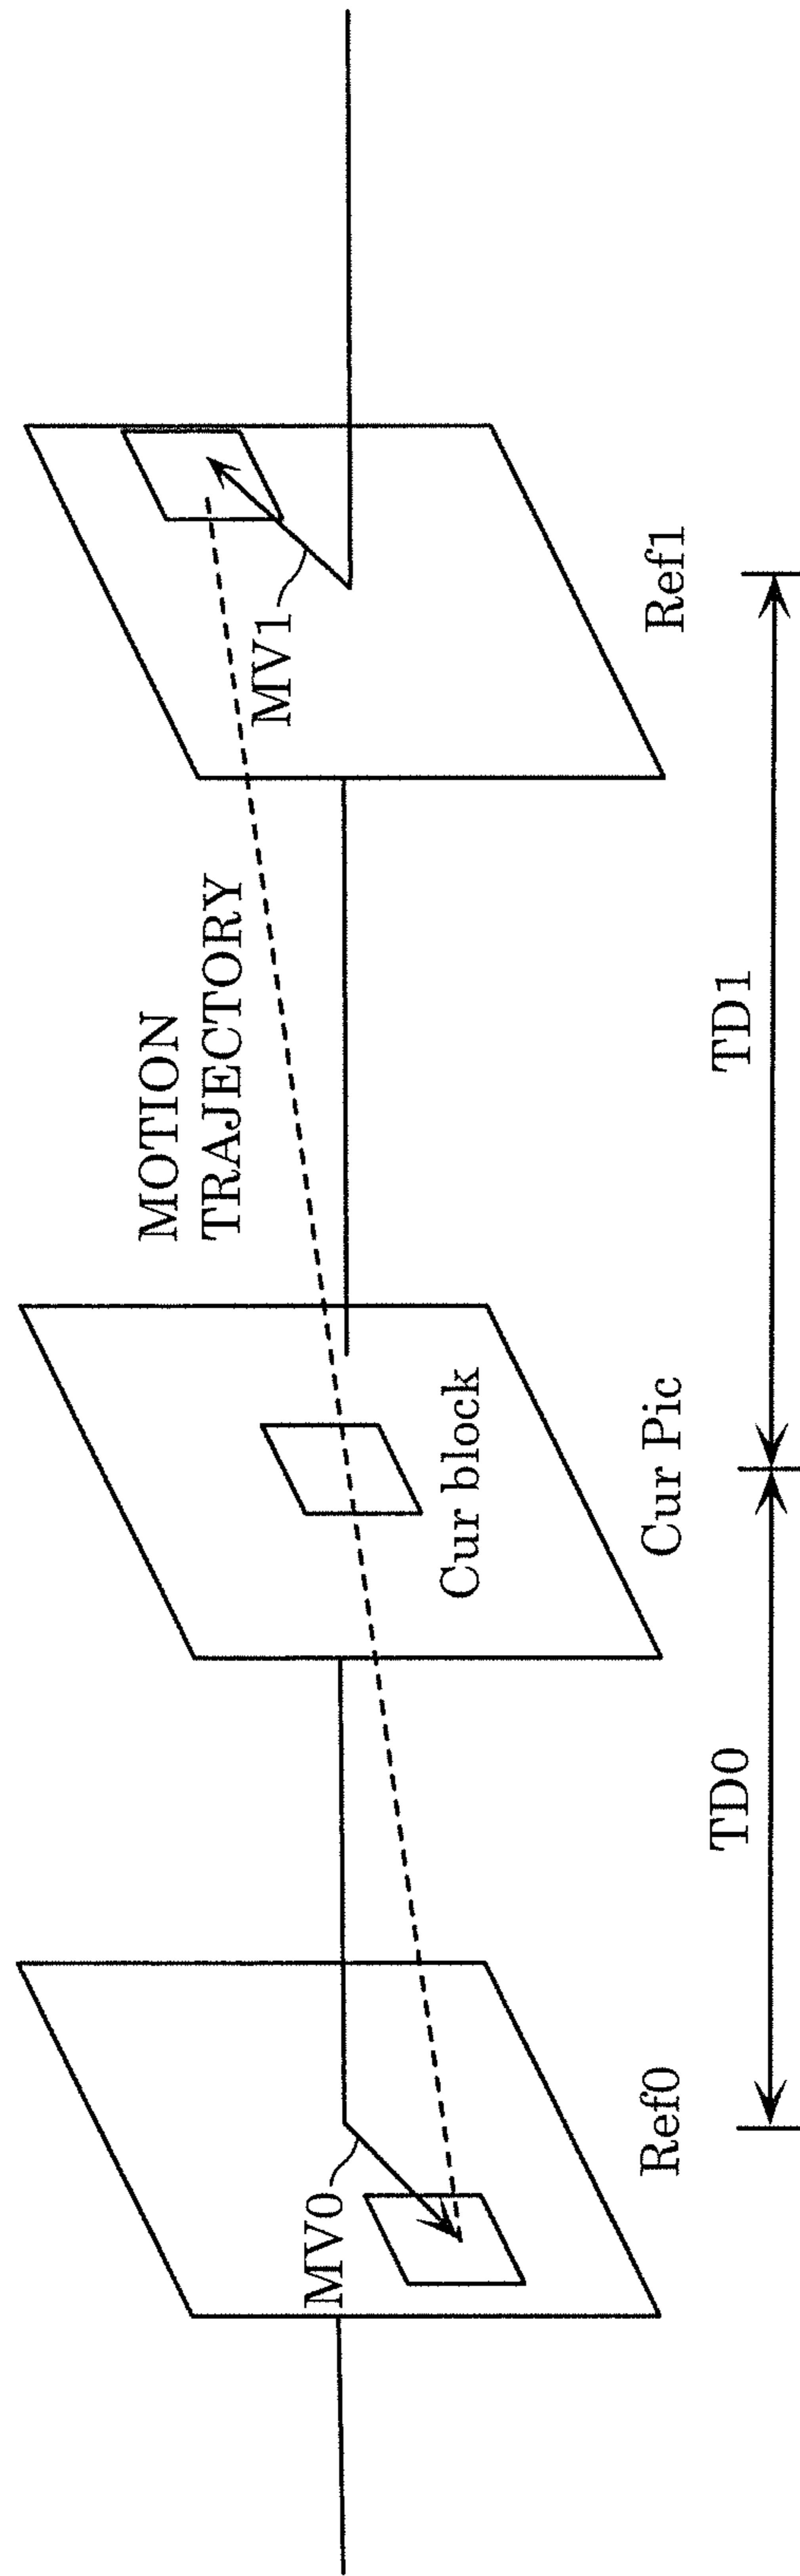 MOTION
TRAJECTORY
MV0
MV1
Cur block
Ref0
Cur Pic
Ref1
TD0
TD1